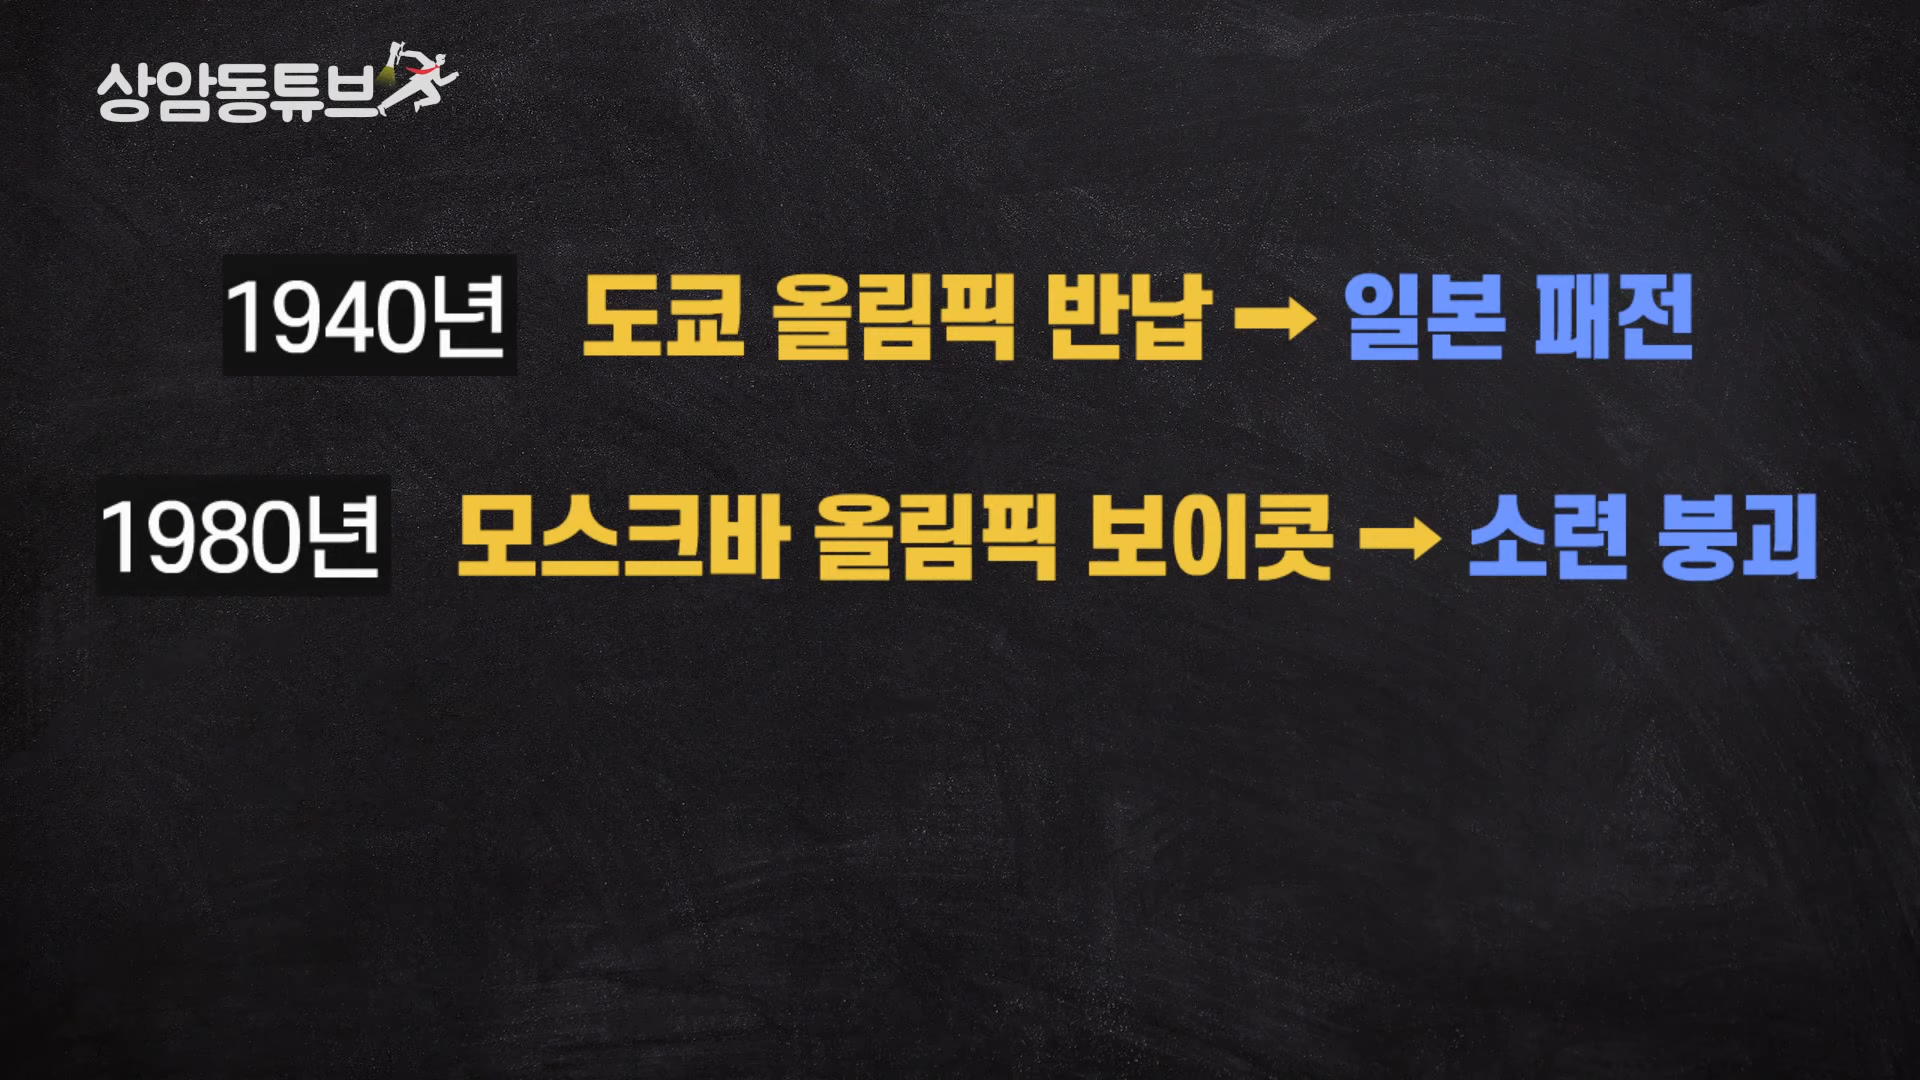 상암동튜브
1940년 도쿄 올림픽 반납 → 일본 패전
1980년 모스크바 올림픽 보이콧 → 소련 붕괴